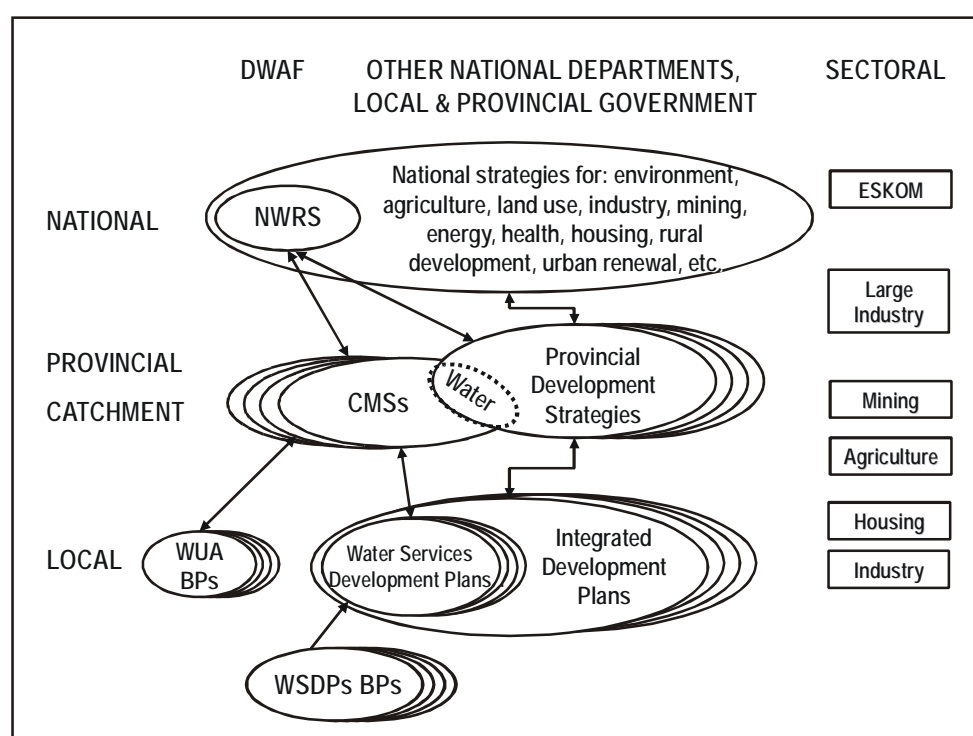 DWAF
OTHER NATIONAL DEPARTMENTS,
LOCAL & PROVINCIAL GOVERNMENT
SECTORAL
NATIONAL
NWRS
National strategies for: environment,
agriculture, land use, industry, mining,
energy, health, housing, rural
development, urban renewal, etc.
ESKOM
Large
Industry
PROVINCIAL
CATCHMENT
CMSs
Water
Provincial
Development
Strategies
Mining
Agriculture
LOCAL
WUA
BPs
Water Services
Development Plans
Integrated
Development
Plans
Housing
Industry
WSDPs BPs